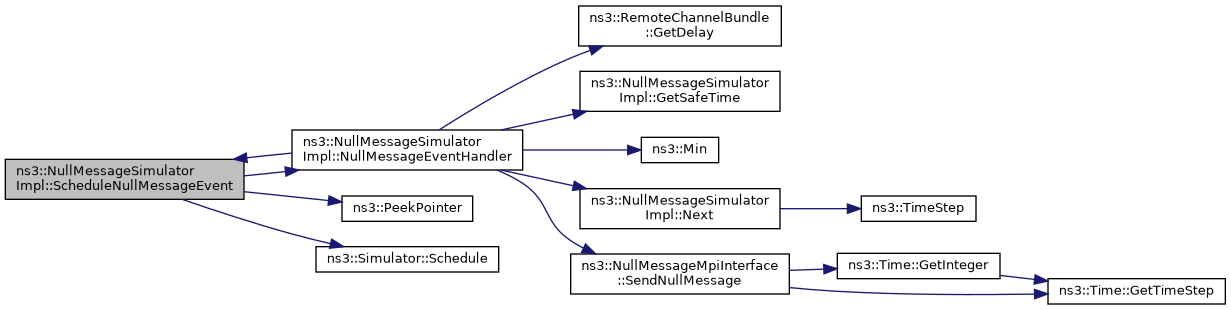 ns3::RemoteChannelBundle
::GetDelay
ns3::NullMessageSimulator
Impl::GetSafeTime
ns3::NullMessageSimulator
Impl::NullMessageEventHandler
ns3::Min
ns3::NullMessageSimulator
Impl::ScheduleNullMessageEvent
ns3::PeekPointer
ns3::NullMessageSimulator
Impl::Next
ns3::TimeStep
ns3::Simulator::Schedule
ns3::NullMessageMpiInterface
::SendNullMessage
ns3::Time::GetInteger
ns3::Time::GetTimeStep